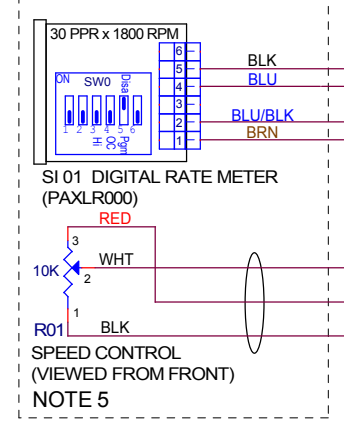 30 PPR x 1800 RPM
6
5
4
3
2
1
ON SW0 Disa
1 2 3 4 5 6
Hi OC Pgm
BLK
BLU
BLU/BLK
BRN
SI 01 DIGITAL RATE METER
(PAXLR000)
RED
3
10K
WHT
2
1
R01
BLK
SPEED CONTROL
(VIEWED FROM FRONT)
NOTE 5